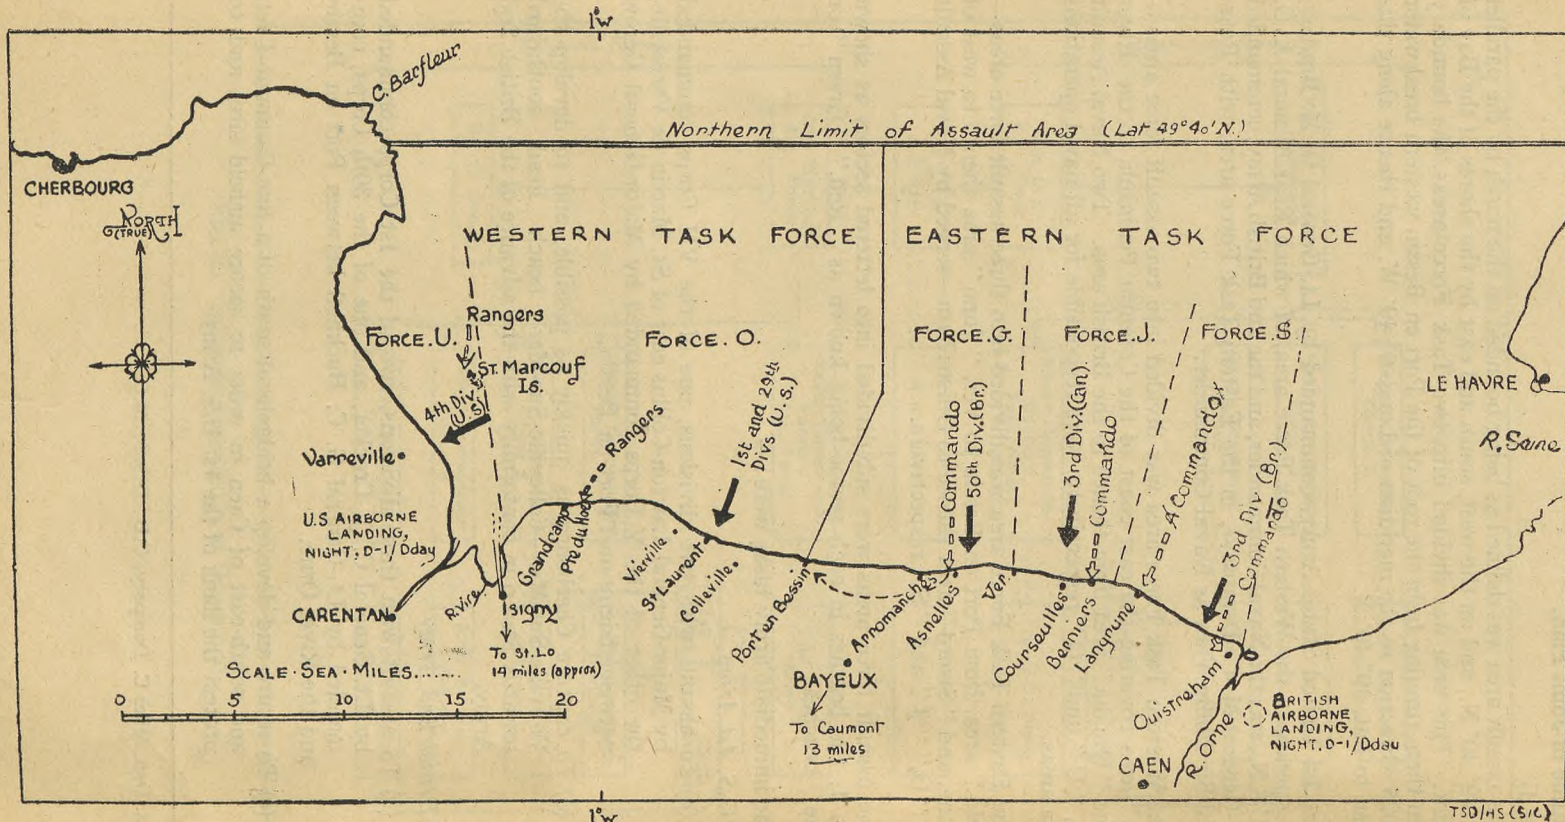 1°W
C. Barfleur
Northern Limit of Assault Area (Lat 49°40'N.)
CHERBOURG
NORTH
(TRUE)
WESTERN TASK FORCE
EASTERN TASK FORCE
Rangers
FORCE.U.
FORCE.O.
FORCE.G.
FORCE.J.
FORCE.S.
ST. MARCOUF
IS.
4th Div.
(U.S)
1st and 29th
Divs (U.S.)
Rangers
Commando
50th Div.(Br.)
3rd Div.(Can).
Commando
Commando
3rd Div (Br.)
Commando
LE HAVRE
R. Seine
Varreville
U.S AIRBORNE
LANDING,
NIGHT, D-1/Dday
Grandcamp
Pte du Hoe
Vierville
St Laurent
Colleville
Port en Bessin
Arromanches
Asnelles
Ver.
Courseulles
Berniers
Langrune
Ouistreham
CARENTAN
R.Vire
Isigny
To St.Lo
14 miles (approx)
SCALE·SEA·MILES.......
0 5 10 15 20
BAYEUX
To Caumont
13 miles
CAEN
R. Orne
BRITISH
AIRBORNE
LANDING,
NIGHT, D-1/Dday
1°W
TSD/HS (S/C)